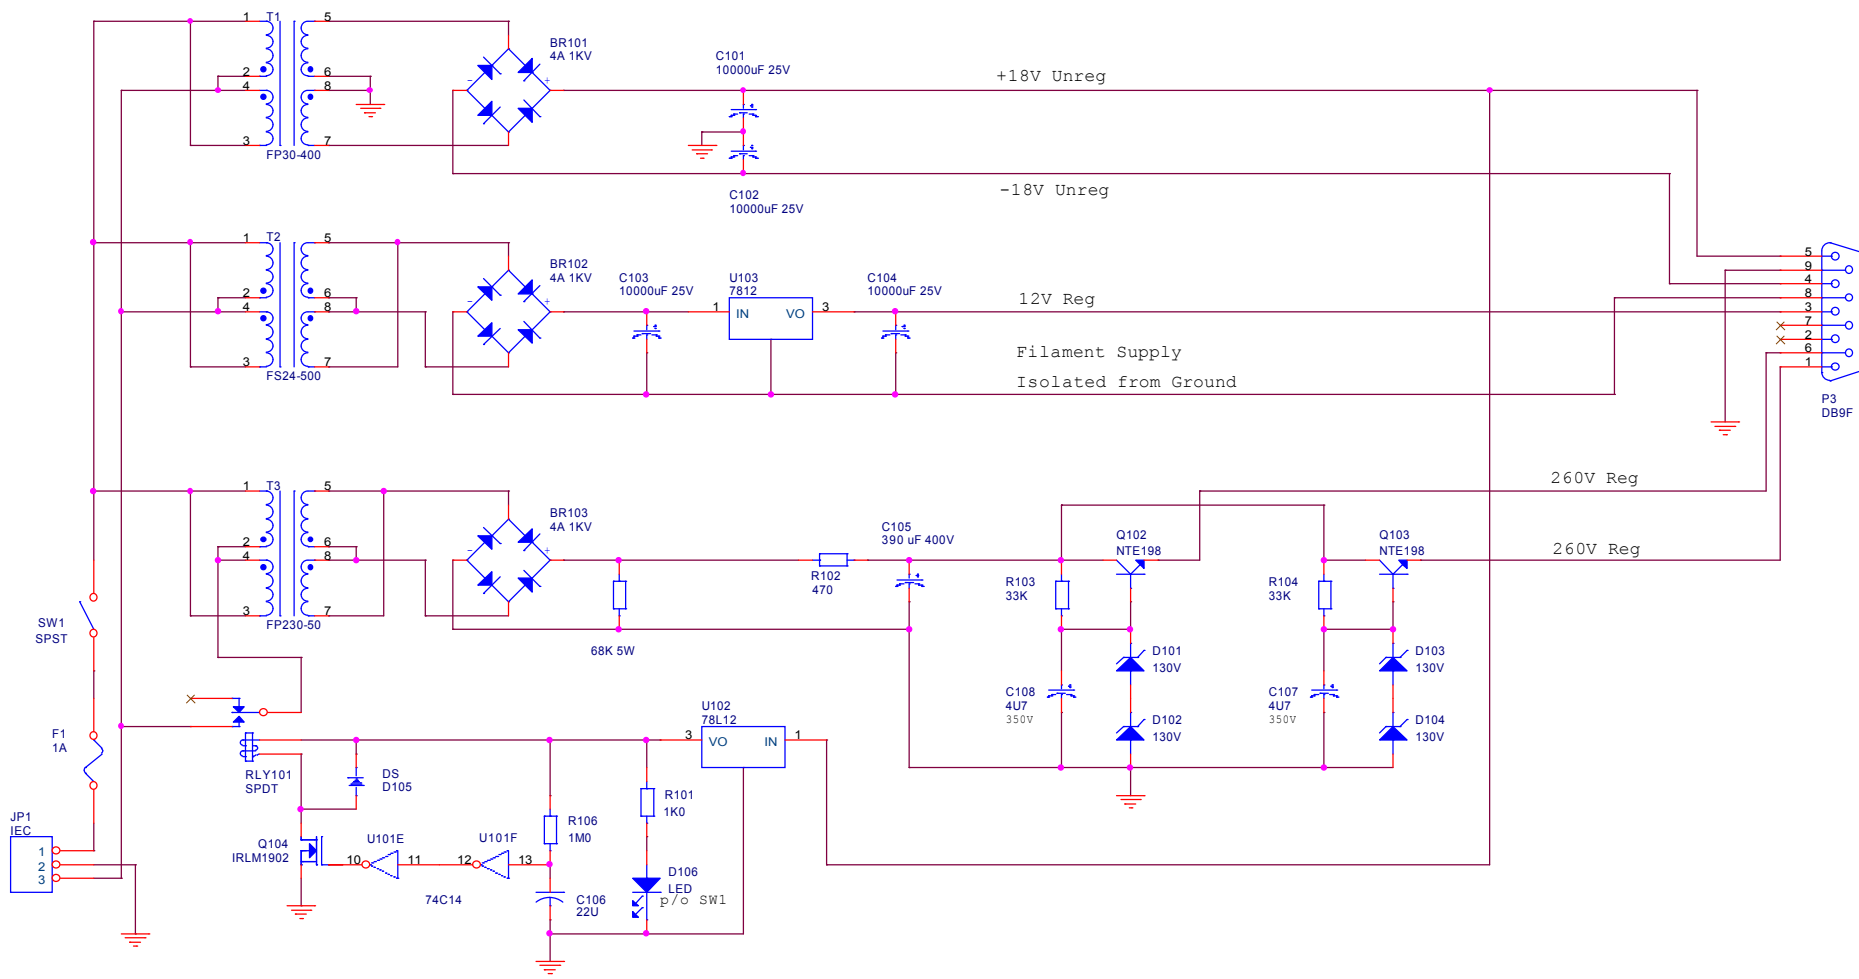 1 T1 5
2 6
4 8
3 7
FP30-400
BR101
4A 1KV
- +
C101
10000uF 25V
+18V Unreg
C102
10000uF 25V
-18V Unreg
1 T2 5
2 6
4 8
3 7
FS24-500
BR102
4A 1KV
- +
C103
10000uF 25V
U103
7812
1 IN VO 3
C104
10000uF 25V
12V Reg
Filament Supply
Isolated from Ground
5
9
4
8
3
7
2
6
1
P3
DB9F
1 T3 5
2 6
4 8
3 7
FP230-50
BR103
4A 1KV
- +
68K 5W
R102
470
C105
390 uF 400V
R103
33K
Q102
NTE198
260V Reg
R104
33K
Q103
NTE198
260V Reg
D101
130V
C108
4U7
350V
D102
130V
D103
130V
C107
4U7
350V
D104
130V
SW1
SPST
F1
1A
JP1
IEC
1
2
3
RLY101
SPDT
DS
D105
U102
78L12
3 VO IN 1
R101
1K0
R106
1M0
Q104
IRLM1902
U101E
10 11
U101F
12 13
74C14
C106
22U
D106
LED
p/o SW1